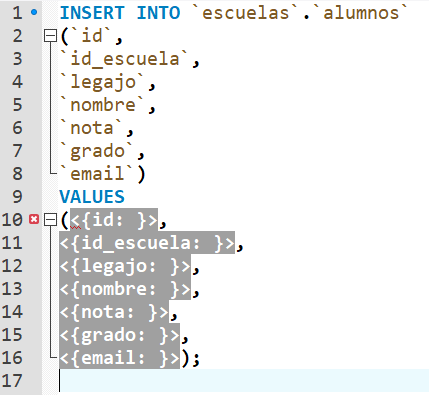 1 INSERT INTO `escuelas`.`alumnos`
2 (`id`,
3 `id_escuela`,
4 `legajo`,
5 `nombre`,
6 `nota`,
7 `grado`,
8 `email`)
9 VALUES
10 (<{id: }>,
11 <{id_escuela: }>,
12 <{legajo: }>,
13 <{nombre: }>,
14 <{nota: }>,
15 <{grado: }>,
16 <{email: }>);
17